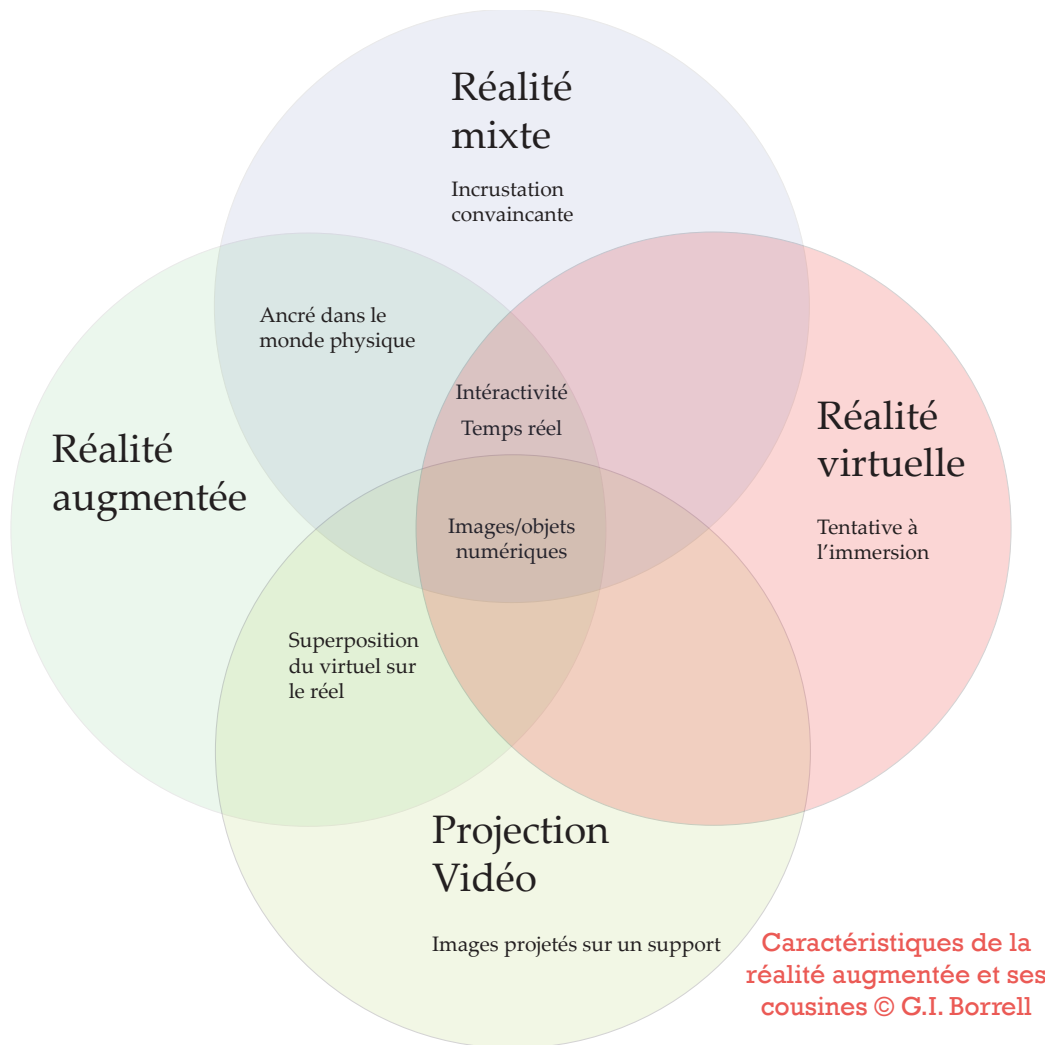 Réalité
mixte
Incrustation
convaincante
Ancré dans le
monde physique
Intéractivité
Temps réel
Réalité
augmentée
Réalité
virtuelle
Tentative à
l'immersion
Images/objets
numériques
Superposition
du virtuel sur
le réel
Projection
Vidéo
Images projetés sur un support
Caractéristiques de la
réalité augmentée et ses
cousines © G.I. Borrell